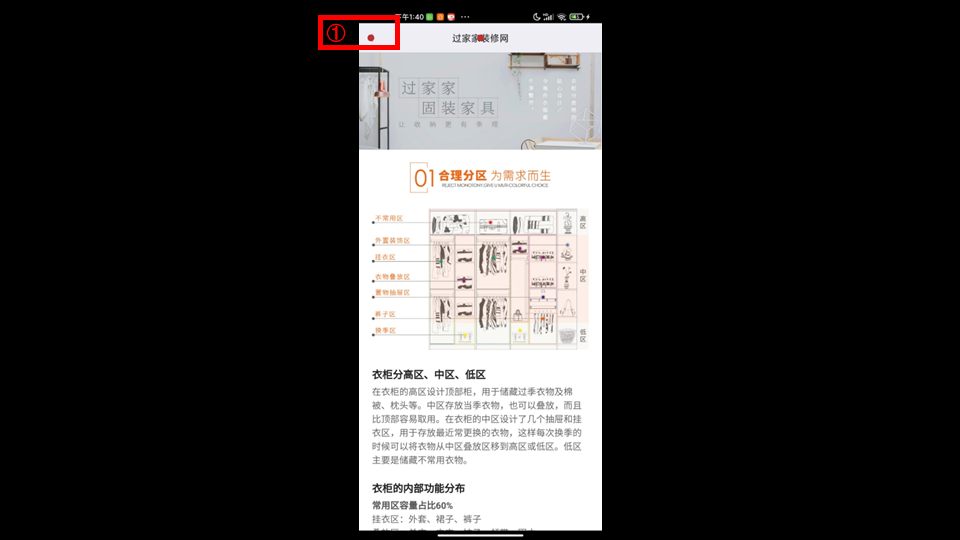 ①
下午1:40
过家家装修网
过家家
固装家具
让收纳更有季理
01 合理分区 为需求而生
REJECT MONOTONY,GIVE U MUTI-COLORFUL CHOICE
不常用区
外置装饰区
挂衣区
衣物叠放区
置物抽屉区
裤子区
换季区
高区
中区
低区
衣柜分高区、中区、低区
在衣柜的高区设计顶部柜，用于储藏过季衣物及棉
被、枕头等。中区存放当季衣物，也可以叠放，而且
比顶部容易取用。在衣柜的中区设计了几个抽屉和挂
衣区，用于存放最近常更换的衣物，这样每次换季的
时候可以将衣物从中区叠放区移到高区或低区。低区
主要是储藏不常用衣物。
衣柜的内部功能分布
常用区容量占比60%
挂衣区：外套、裙子、裤子